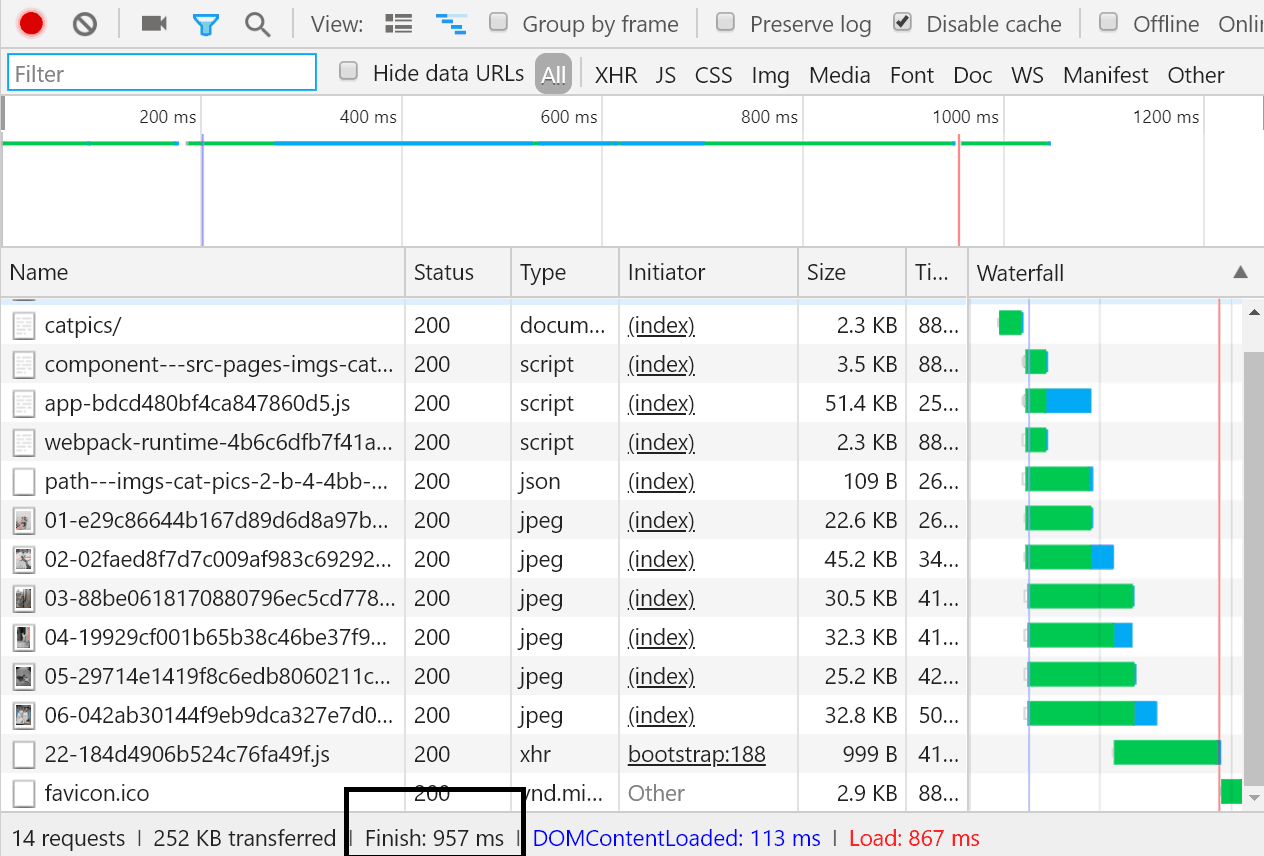 View: Group by frame Preserve log Disable cache Offline Onli
Filter Hide data URLs All XHR JS CSS Img Media Font Doc WS Manifest Other
200 ms 400 ms 600 ms 800 ms 1000 ms 1200 ms
Name Status Type Initiator Size Ti... Waterfall
catpics/ 200 docum... (index) 2.3 KB 88...
component---src-pages-imgs-cat... 200 script (index) 3.5 KB 88...
app-bdcd480bf4ca847860d5.js 200 script (index) 51.4 KB 25...
webpack-runtime-4b6c6dfb7f41a... 200 script (index) 2.3 KB 88...
path---imgs-cat-pics-2-b-4-4bb-... 200 json (index) 109 B 26...
01-e29c86644b167d89d6d8a97b... 200 jpeg (index) 22.6 KB 26...
02-02faed8f7d7c009af983c69292... 200 jpeg (index) 45.2 KB 34...
03-88be0618170880796ec5cd778... 200 jpeg (index) 30.5 KB 41...
04-19929cf001b65b38c46be37f9... 200 jpeg (index) 32.3 KB 41...
05-29714e1419f8c6edb8060211c... 200 jpeg (index) 25.2 KB 42...
06-042ab30144f9eb9dca327e7d0... 200 jpeg (index) 32.8 KB 50...
22-184d4906b524c76fa49f.js 200 xhr bootstrap:188 999 B 41...
favicon.ico 200 vnd.mi... Other 2.9 KB 88...
14 requests | 252 KB transferred | Finish: 957 ms | DOMContentLoaded: 113 ms | Load: 867 ms